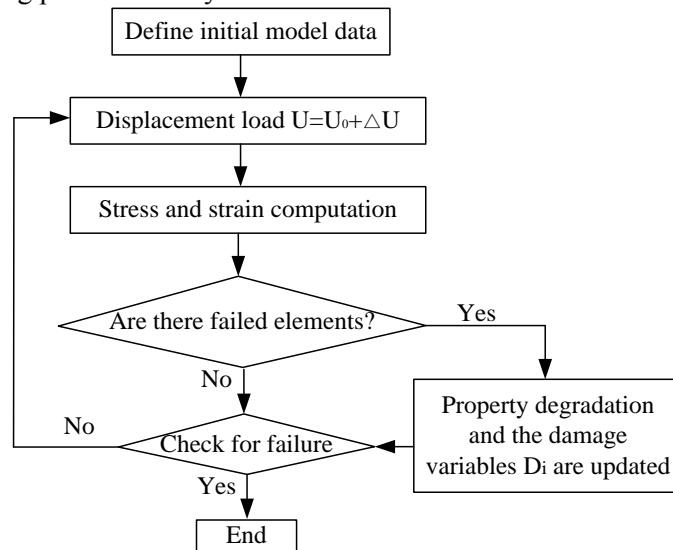 Define initial model data
Displacement load U=U₀+△U
Stress and strain computation
Are there failed elements?
Yes
No
Property degradation
and the damage
variables Di are updated
No
Check for failure
Yes
End